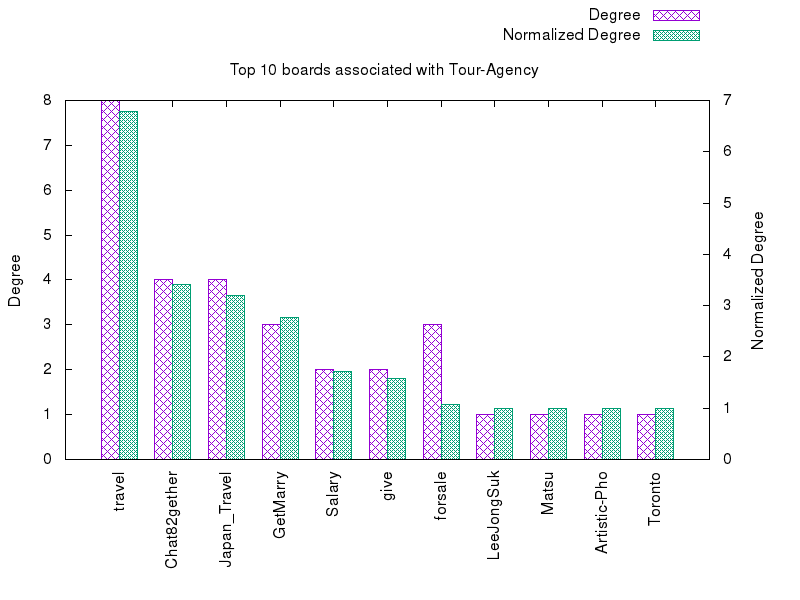 Degree
Normalized Degree
Top 10 boards associated with Tour-Agency
8
7
6
5
4
3
2
1
0
7
6
5
4
3
2
1
0
Degree
Normalized Degree
travel
Chat82gether
Japan_Travel
GetMarry
Salary
give
forsale
LeeJongSuk
Matsu
Artistic-Pho
Toronto